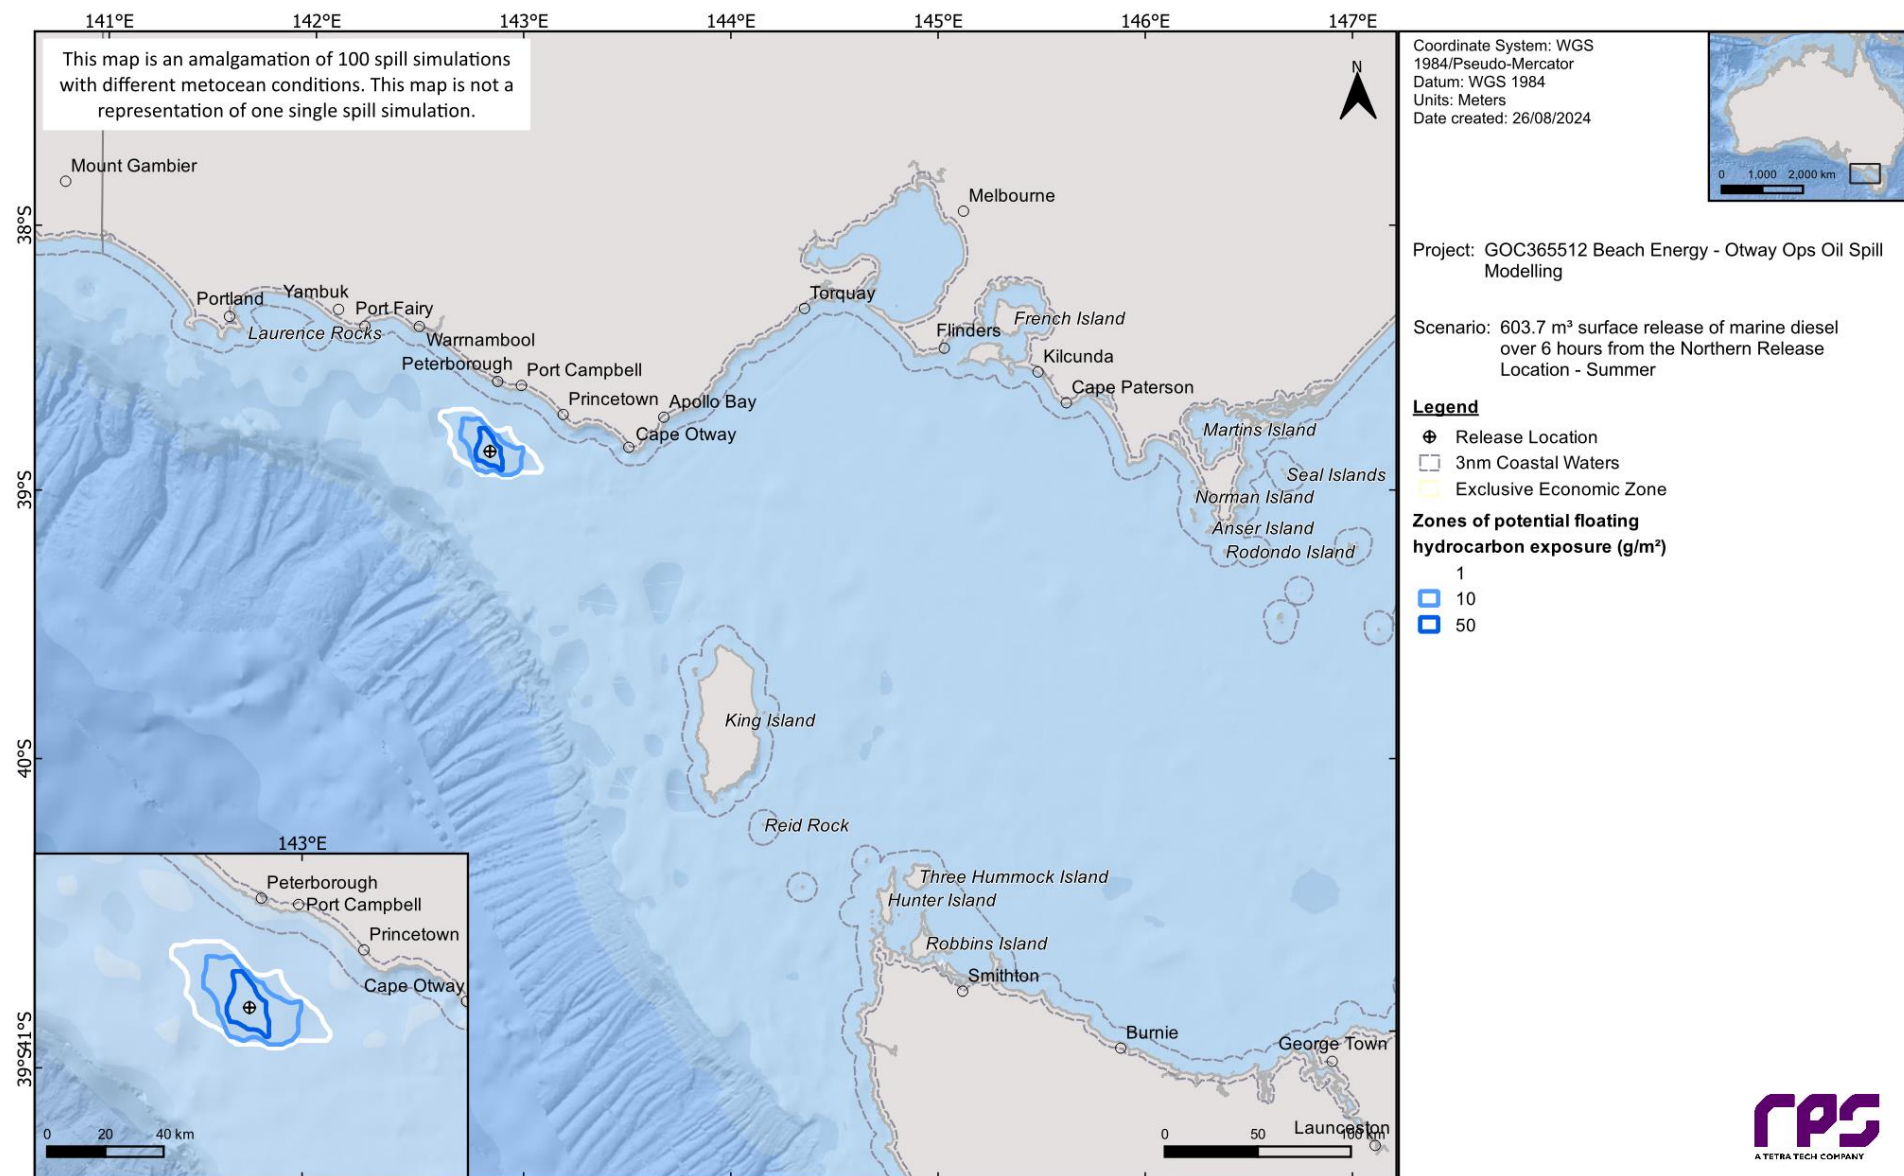 141°E 142°E 143°E 144°E 145°E 146°E 147°E
This map is an amalgamation of 100 spill simulations
with different metocean conditions. This map is not a
representation of one single spill simulation.
N
Mount Gambier
Melbourne
38°S
Portland
Yambuk
Port Fairy
Laurence Rocks
Warrnambool
Torquay
French Island
Flinders
Kilcunda
Peterborough
Port Campbell
Princetown
Apollo Bay
Cape Paterson
Cape Otway
Martins Island
Seal Islands
39°S
Norman Island
Anser Island
Rodondo Island
King Island
40°S
Reid Rock
Three Hummock Island
Hunter Island
Robbins Island
Smithton
41°S
Burnie
George Town
Launceston
0 50 100 km
143°E
Peterborough
Port Campbell
Princetown
Cape Otway
39°S
0 20 40 km
Coordinate System: WGS
1984/Pseudo-Mercator
Datum: WGS 1984
Units: Meters
Date created: 26/08/2024
0 1,000 2,000 km
Project: GOC365512 Beach Energy - Otway Ops Oil Spill
Modelling
Scenario: 603.7 m³ surface release of marine diesel
over 6 hours from the Northern Release
Location - Summer
Legend
Release Location
3nm Coastal Waters
Exclusive Economic Zone
Zones of potential floating
hydrocarbon exposure (g/m²)
1
10
50
rps
A TETRA TECH COMPANY